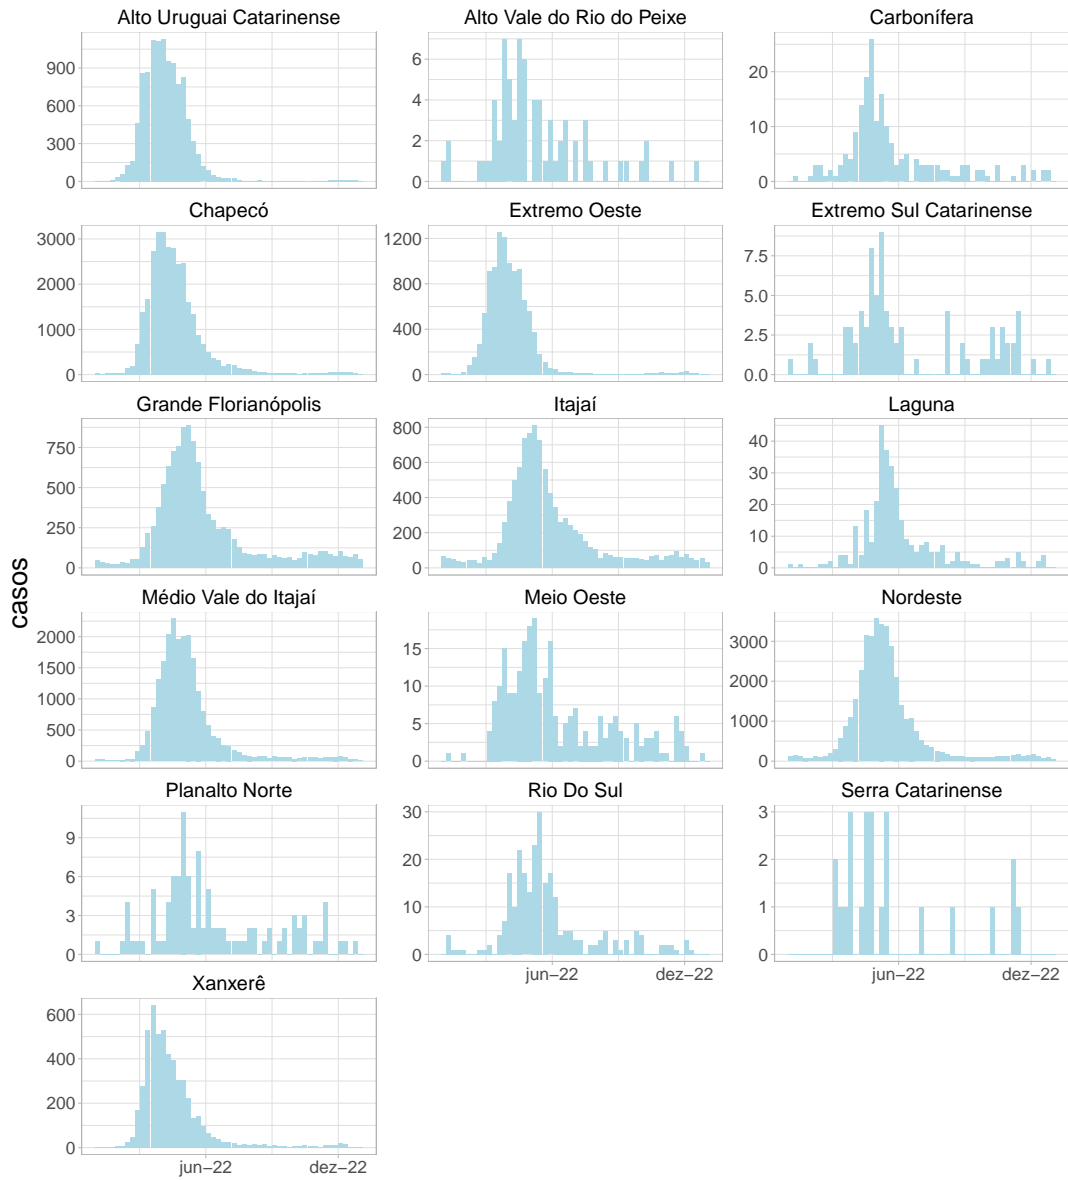 Alto Uruguai Catarinense
Alto Vale do Rio do Peixe
Carbonífera
900
600
300
0
6
4
2
0
20
10
0
Chapecó
Extremo Oeste
Extremo Sul Catarinense
3000
2000
1000
0
1200
800
400
0
7.5
5.0
2.5
0.0
Grande Florianópolis
Itajaí
Laguna
750
500
250
0
800
600
400
200
0
40
30
20
10
0
casos
Médio Vale do Itajaí
Meio Oeste
Nordeste
2000
1500
1000
500
0
15
10
5
0
3000
2000
1000
0
Planalto Norte
Rio Do Sul
Serra Catarinense
9
6
3
0
30
20
10
0
3
2
1
0
jun–22
dez–22
jun–22
dez–22
Xanxerê
600
400
200
0
jun–22
dez–22